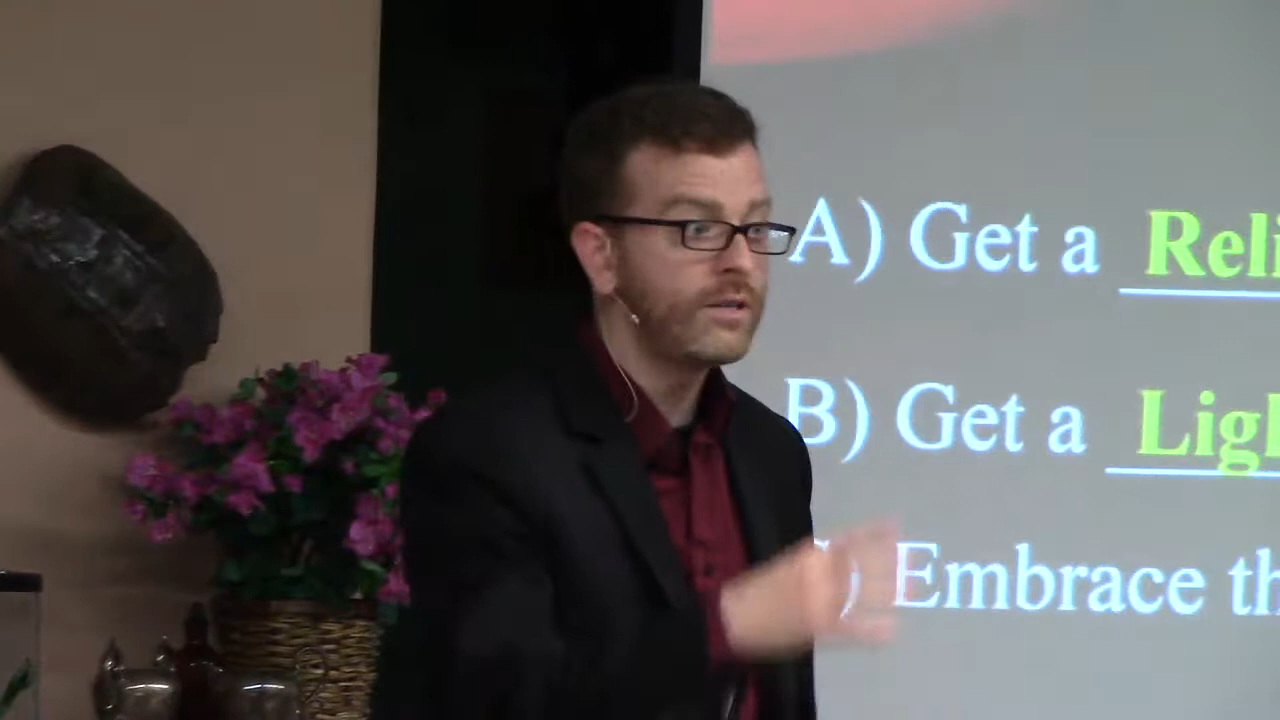 A) Get a Reli
B) Get a Ligh
) Embrace th